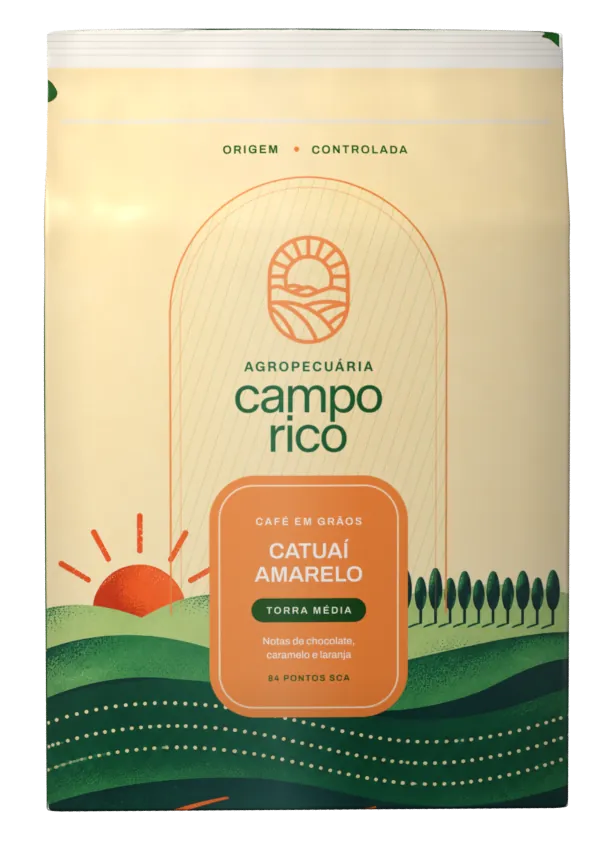 ORIGEM • CONTROLADA
AGROPECUÁRIA
campo
rico
CAFÉ EM GRÃOS
CATUAÍ
AMARELO
TORRA MÉDIA
Notas de chocolate,
caramelo e laranja
84 PONTOS SCA